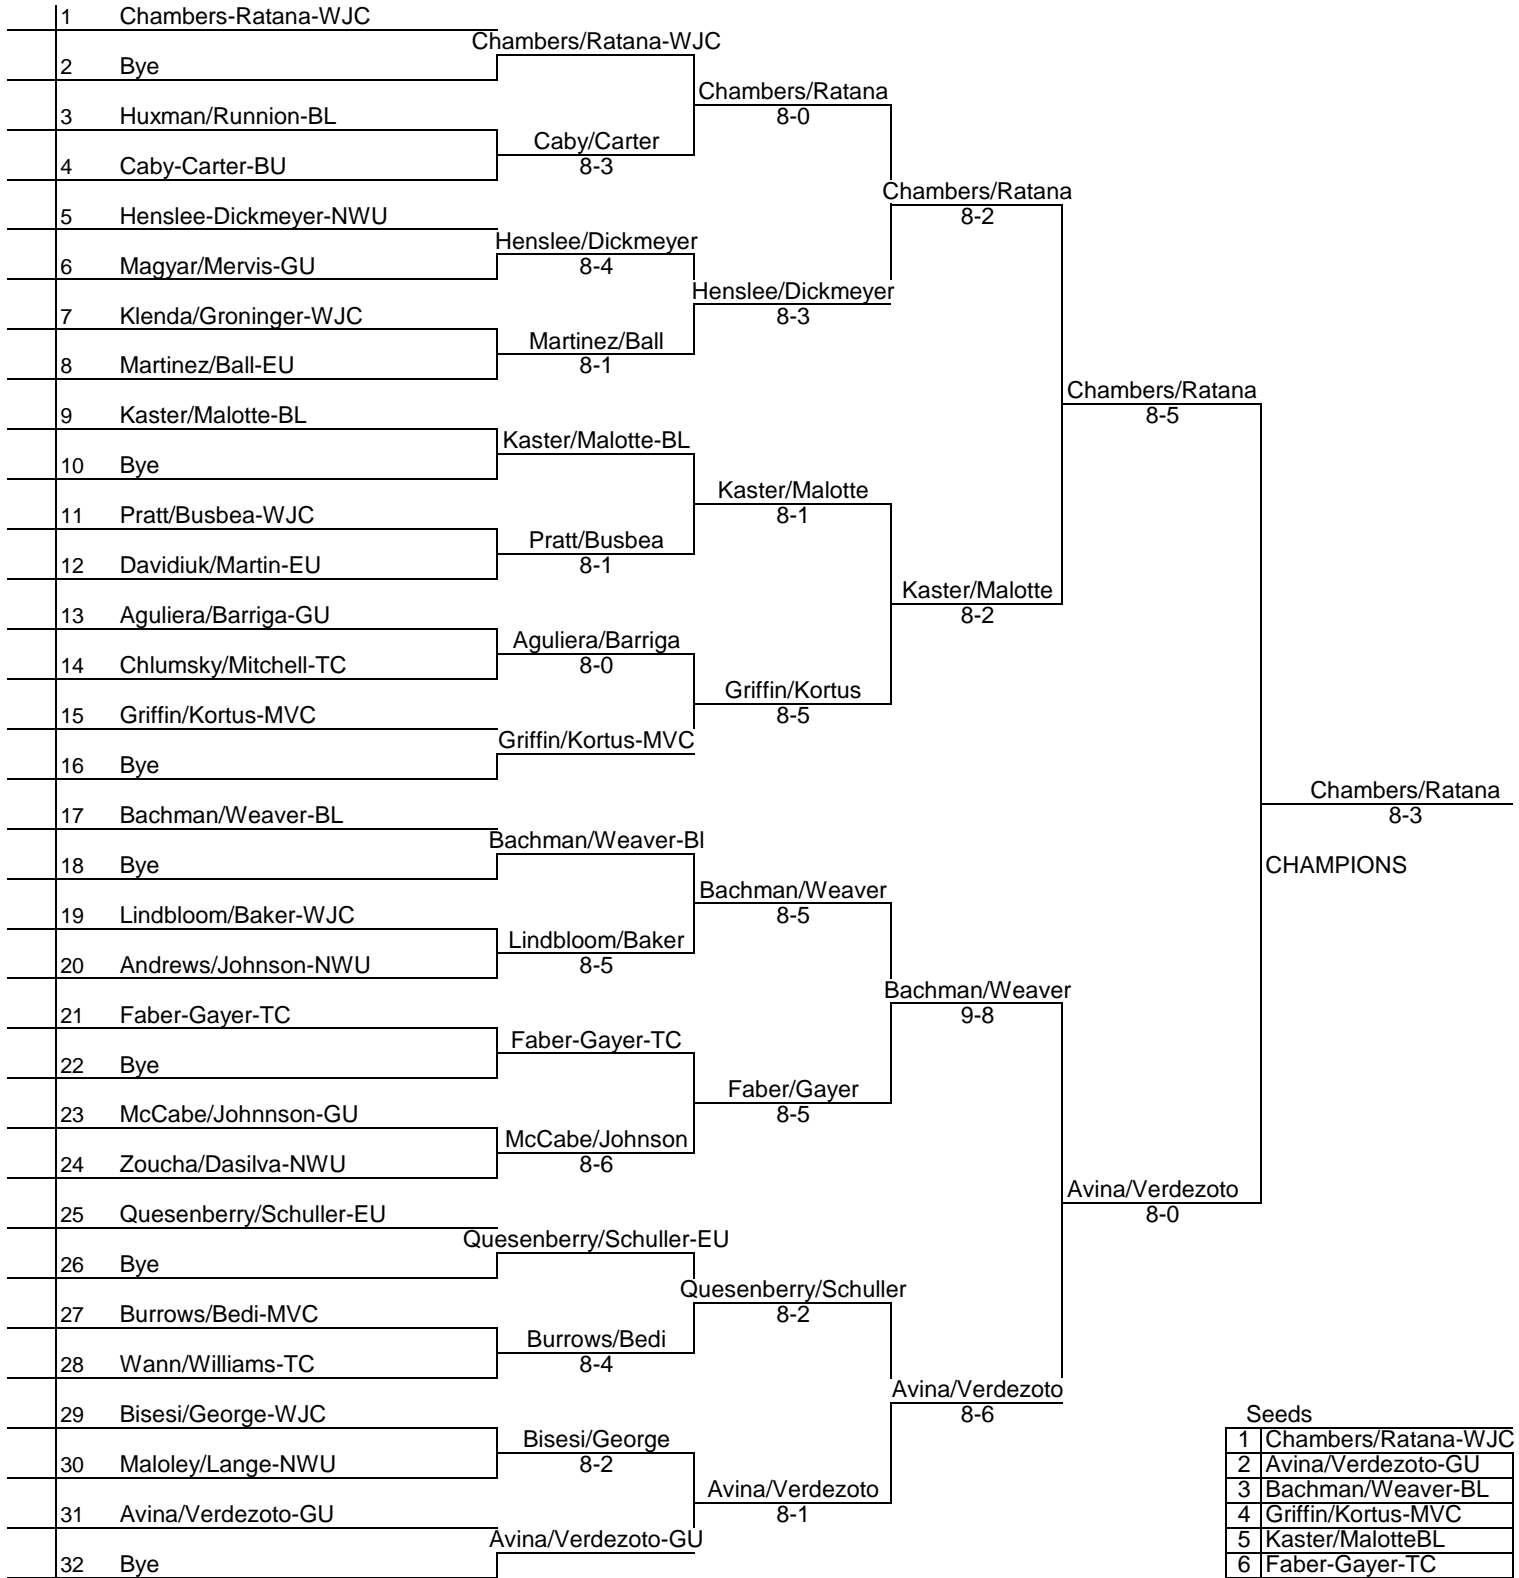 1 Chambers-Ratana-WJC
Chambers/Ratana-WJC
2 Bye
Chambers/Ratana
8-0
3 Huxman/Runnion-BL
Caby/Carter
8-3
4 Caby-Carter-BU
Chambers/Ratana
8-2
5 Henslee-Dickmeyer-NWU
Henslee/Dickmeyer
8-4
6 Magyar/Mervis-GU
Henslee/Dickmeyer
8-3
7 Klenda/Groninger-WJC
Martinez/Ball
8-1
8 Martinez/Ball-EU
Chambers/Ratana
8-5
9 Kaster/Malotte-BL
Kaster/Malotte-BL
10 Bye
Kaster/Malotte
8-1
11 Pratt/Busbea-WJC
Pratt/Busbea
8-1
12 Davidiuk/Martin-EU
Kaster/Malotte
8-2
13 Aguliera/Barriga-GU
Aguliera/Barriga
8-0
14 Chlumsky/Mitchell-TC
Griffin/Kortus
8-5
15 Griffin/Kortus-MVC
Griffin/Kortus-MVC
16 Bye
Chambers/Ratana
8-3
CHAMPIONS
17 Bachman/Weaver-BL
Bachman/Weaver-Bl
18 Bye
Bachman/Weaver
8-5
19 Lindbloom/Baker-WJC
Lindbloom/Baker
8-5
20 Andrews/Johnson-NWU
Bachman/Weaver
9-8
21 Faber-Gayer-TC
Faber-Gayer-TC
22 Bye
Faber/Gayer
8-5
23 McCabe/Johnnson-GU
McCabe/Johnson
8-6
24 Zoucha/Dasilva-NWU
Avina/Verdezoto
8-0
25 Quesenberry/Schuller-EU
Quesenberry/Schuller-EU
26 Bye
Quesenberry/Schuller
8-2
27 Burrows/Bedi-MVC
Burrows/Bedi
8-4
28 Wann/Williams-TC
Avina/Verdezoto
8-6
29 Bisesi/George-WJC
Bisesi/George
8-2
30 Maloley/Lange-NWU
Avina/Verdezoto
8-1
31 Avina/Verdezoto-GU
Avina/Verdezoto-GU
32 Bye
Seeds
1 Chambers/Ratana-WJC
2 Avina/Verdezoto-GU
3 Bachman/Weaver-BL
4 Griffin/Kortus-MVC
5 Kaster/MalotteBL
6 Faber-Gayer-TC